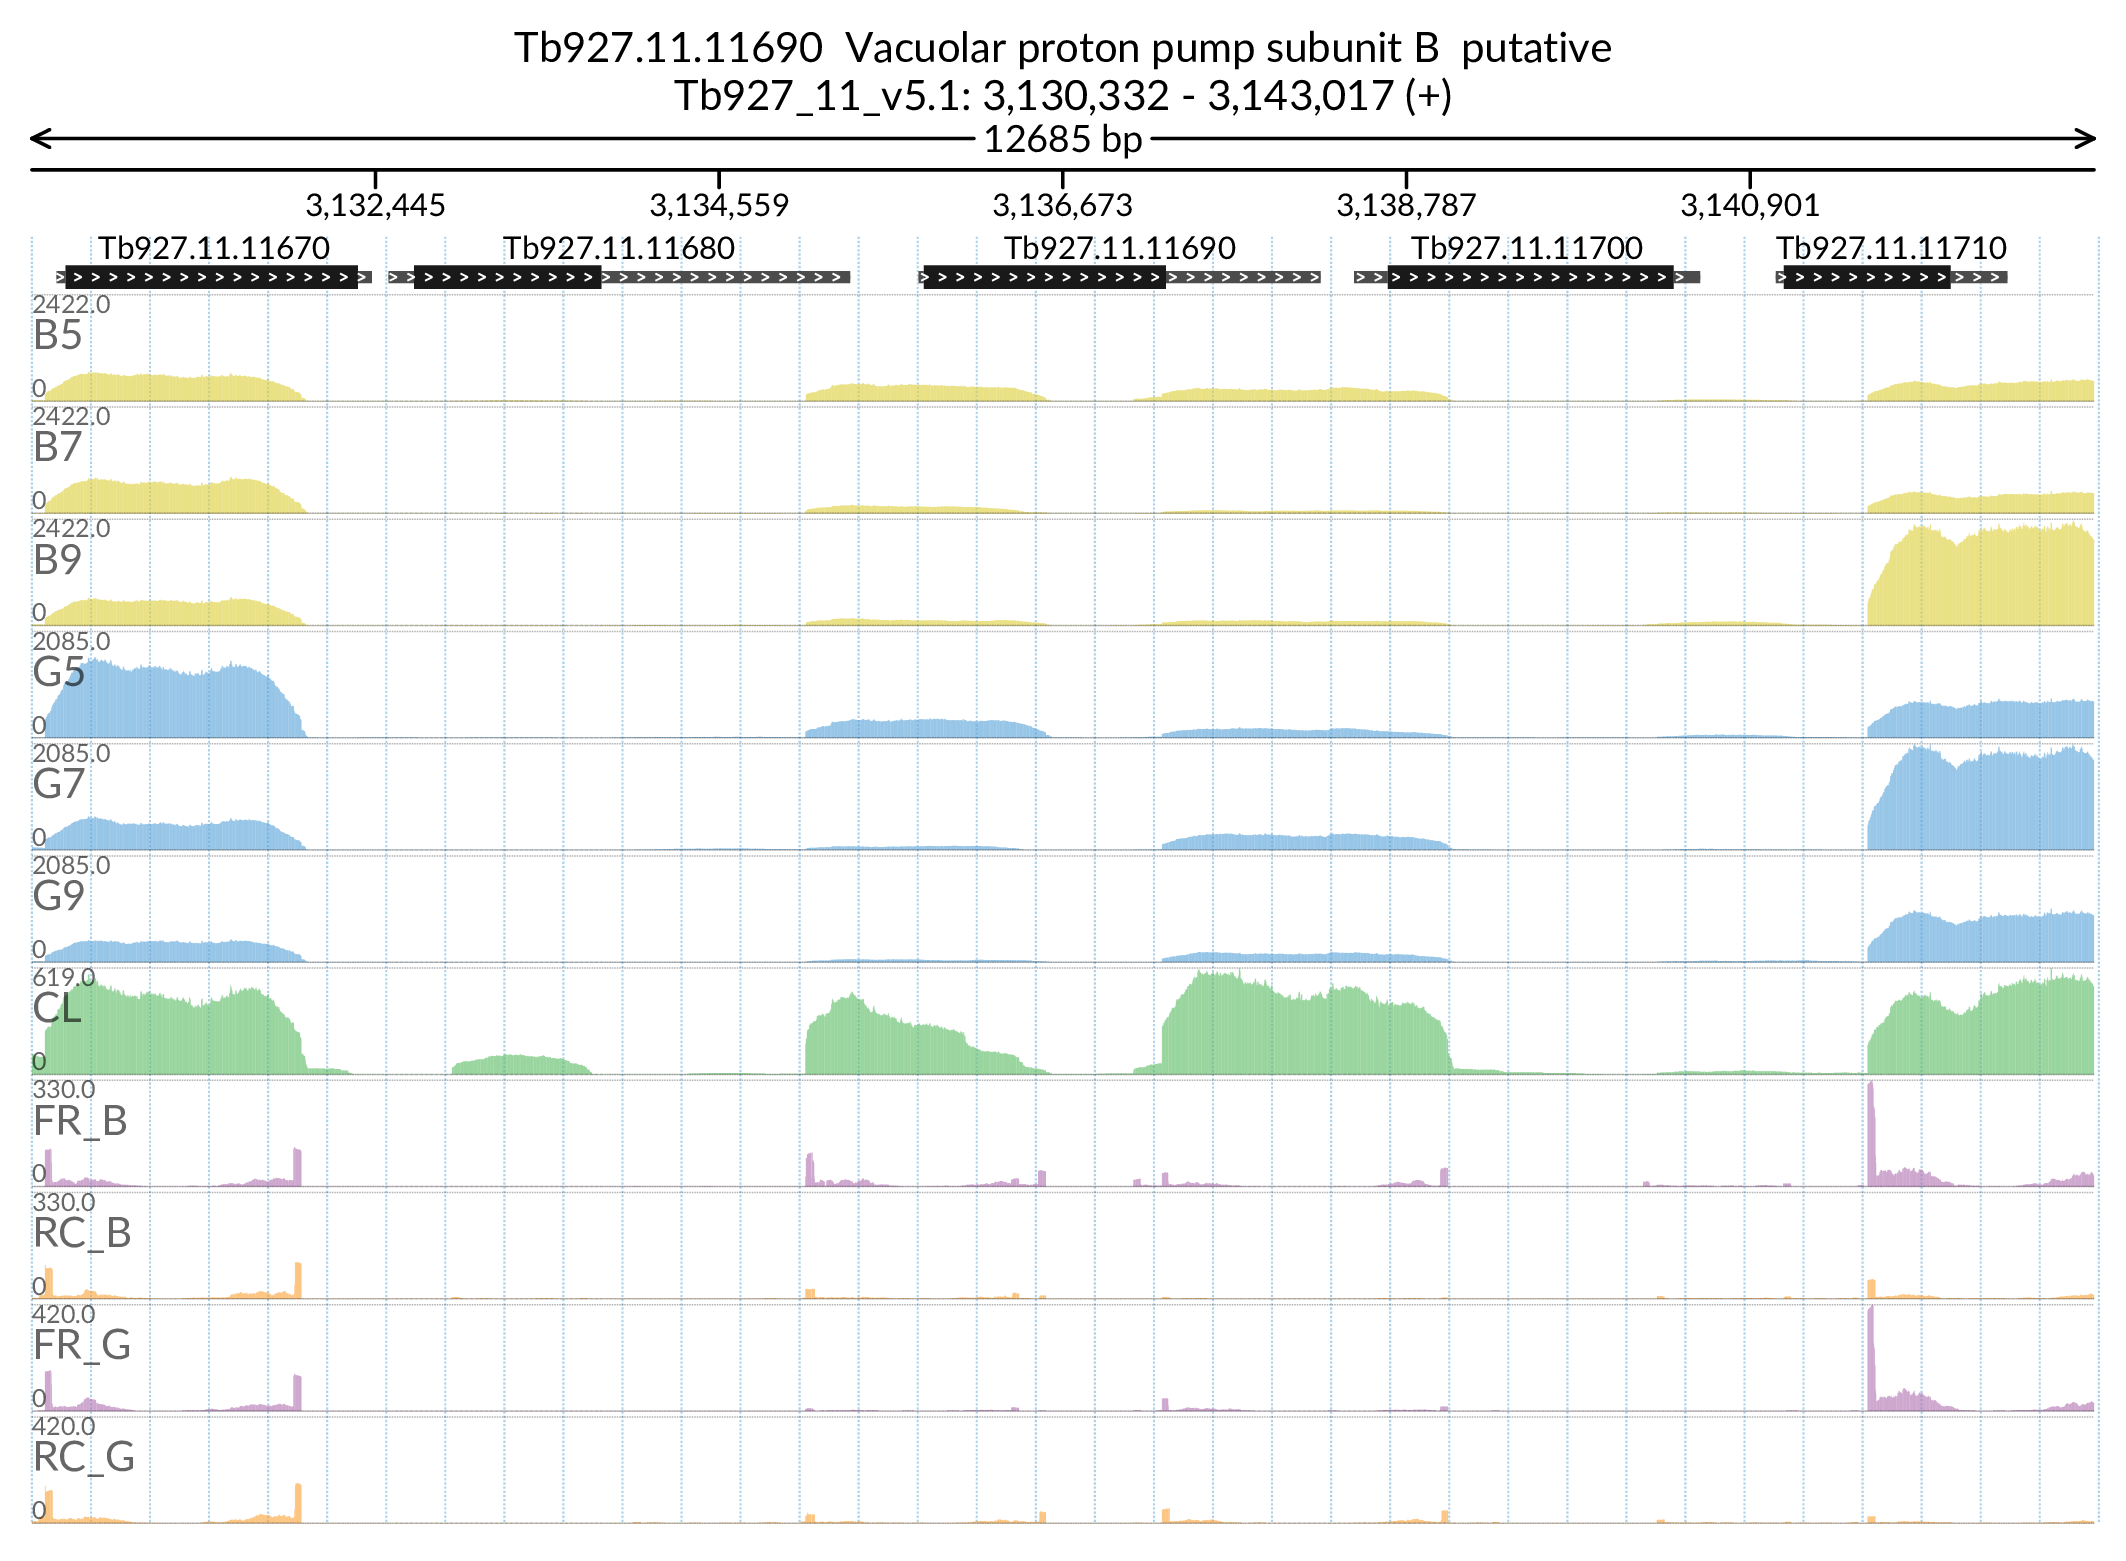 Tb927.11.11690  Vacuolar proton pump subunit B  putative
Tb927_11_v5.1: 3,130,332 - 3,143,017 (+)
12685 bp
3,132,445 3,134,559 3,136,673 3,138,787 3,140,901
Tb927.11.11670 Tb927.11.11680 Tb927.11.11690 Tb927.11.11700 Tb927.11.11710
2422.0
B5
0
2422.0
B7
0
2422.0
B9
0
2085.0
G5
0
2085.0
G7
0
2085.0
G9
0
619.0
CL
0
330.0
FR_B
0
330.0
RC_B
0
420.0
FR_G
0
420.0
RC_G
0